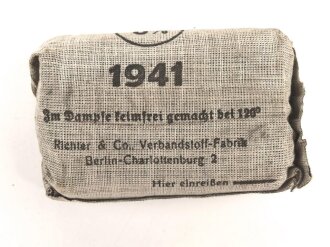 1941
Im Dampfe keimfrei gemacht bei 120°
Richter & Co., Verbandstoff-Fabrik
Berlin-Charlottenburg 2
Hier einreißen